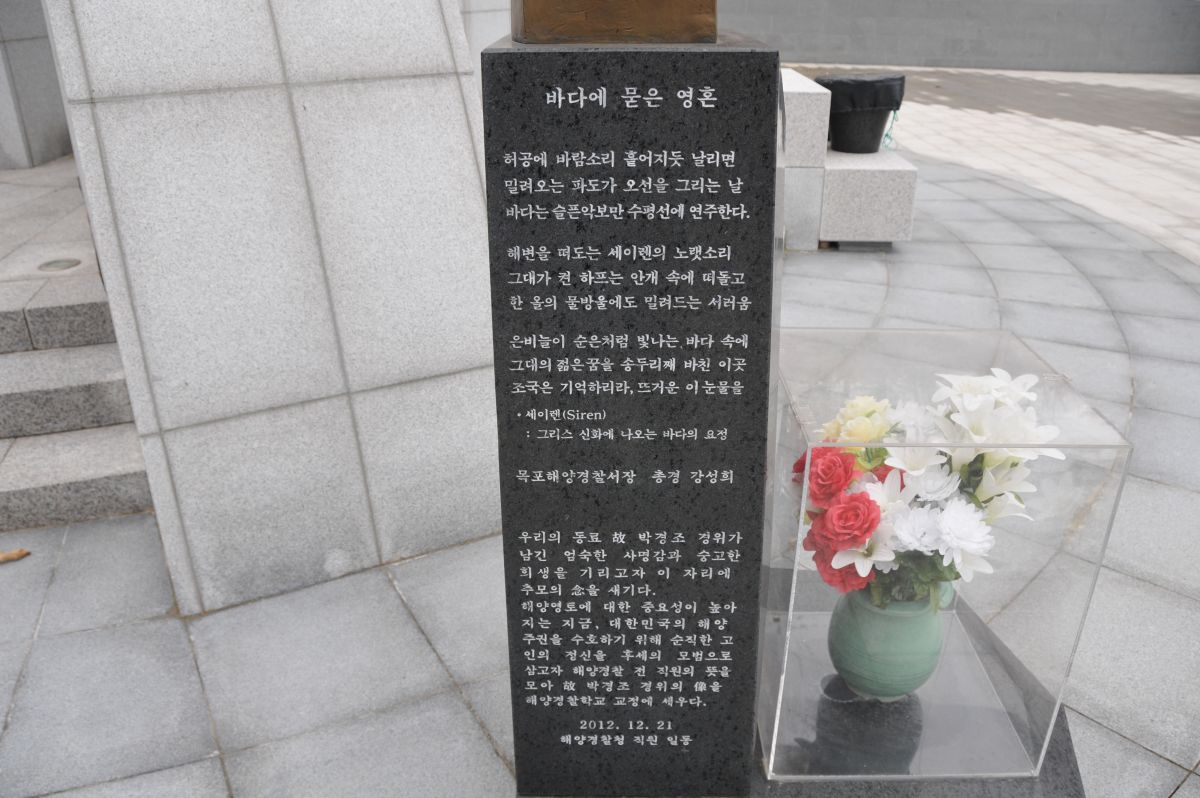 바다에 묻은 영혼
허공에 바람소리 흩어지듯 날리면
밀려오는 파도가 오선을 그리는 날
바다는 슬픈악보만 수평선에 연주한다.
해변을 떠도는 세이렌의 노랫소리
그대가 켠 하프는 안개 속에 떠돌고
한 올의 물방울에도 밀려드는 서러움
은비늘이 순은처럼 빛나는 바다 속에
그대의 젊은꿈을 송두리째 바친 이곳
조국은 기억하리라, 뜨거운 이 눈물을
• 세이렌(Siren)
: 그리스 신화에 나오는 바다의 요정
목포해양경찰서장 총경 강성희
우리의 동료 故 박경조 경위가
남긴 엄숙한 사명감과 숭고한
희생을 기리고자 이 자리에
추모의 念을 새기다.
해양영토에 대한 중요성이 높아
지는 지금, 대한민국의 해양
주권을 수호하기 위해 순직한 고
인의 정신을 후세의 모범으로
삼고자 해양경찰 전 직원의 뜻을
모아 故 박경조 경위의 像을
해양경찰학교 교정에 세우다.
2012. 12. 21
해양경찰청 직원 일동